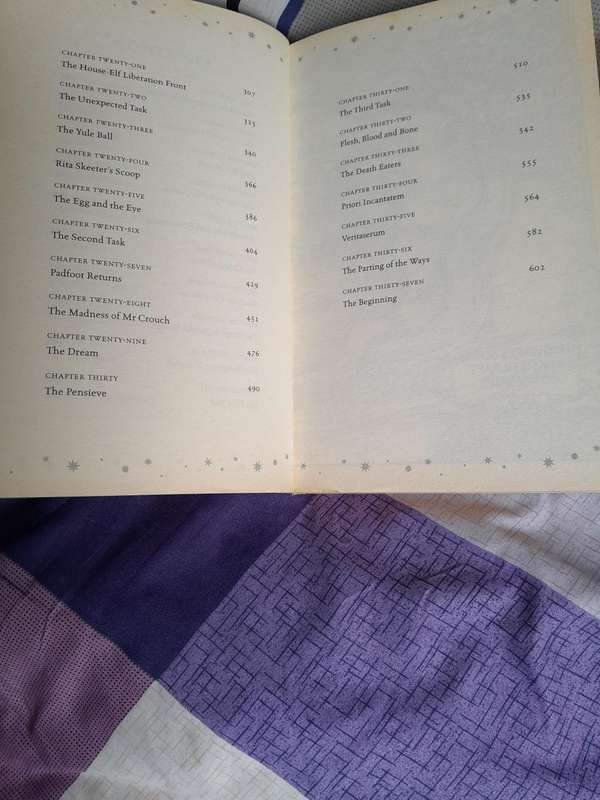 CHAPTER TWENTY-ONE
The House-Elf Liberation Front 307
CHAPTER TWENTY-TWO
The Unexpected Task 325
CHAPTER TWENTY-THREE
The Yule Ball 340
CHAPTER TWENTY-FOUR
Rita Skeeter's Scoop 366
CHAPTER TWENTY-FIVE
The Egg and the Eye 386
CHAPTER TWENTY-SIX
The Second Task 404
CHAPTER TWENTY-SEVEN
Padfoot Returns 429
CHAPTER TWENTY-EIGHT
The Madness of Mr Crouch 451
CHAPTER TWENTY-NINE
The Dream 476
CHAPTER THIRTY
The Pensieve 490
CHAPTER THIRTY-ONE
The Third Task 510
CHAPTER THIRTY-TWO
Flesh, Blood and Bone 535
CHAPTER THIRTY-THREE
The Death Eaters 542
CHAPTER THIRTY-FOUR
Priori Incantatem 555
CHAPTER THIRTY-FIVE
Veritaserum 564
CHAPTER THIRTY-SIX
The Parting of the Ways 582
CHAPTER THIRTY-SEVEN
The Beginning 602